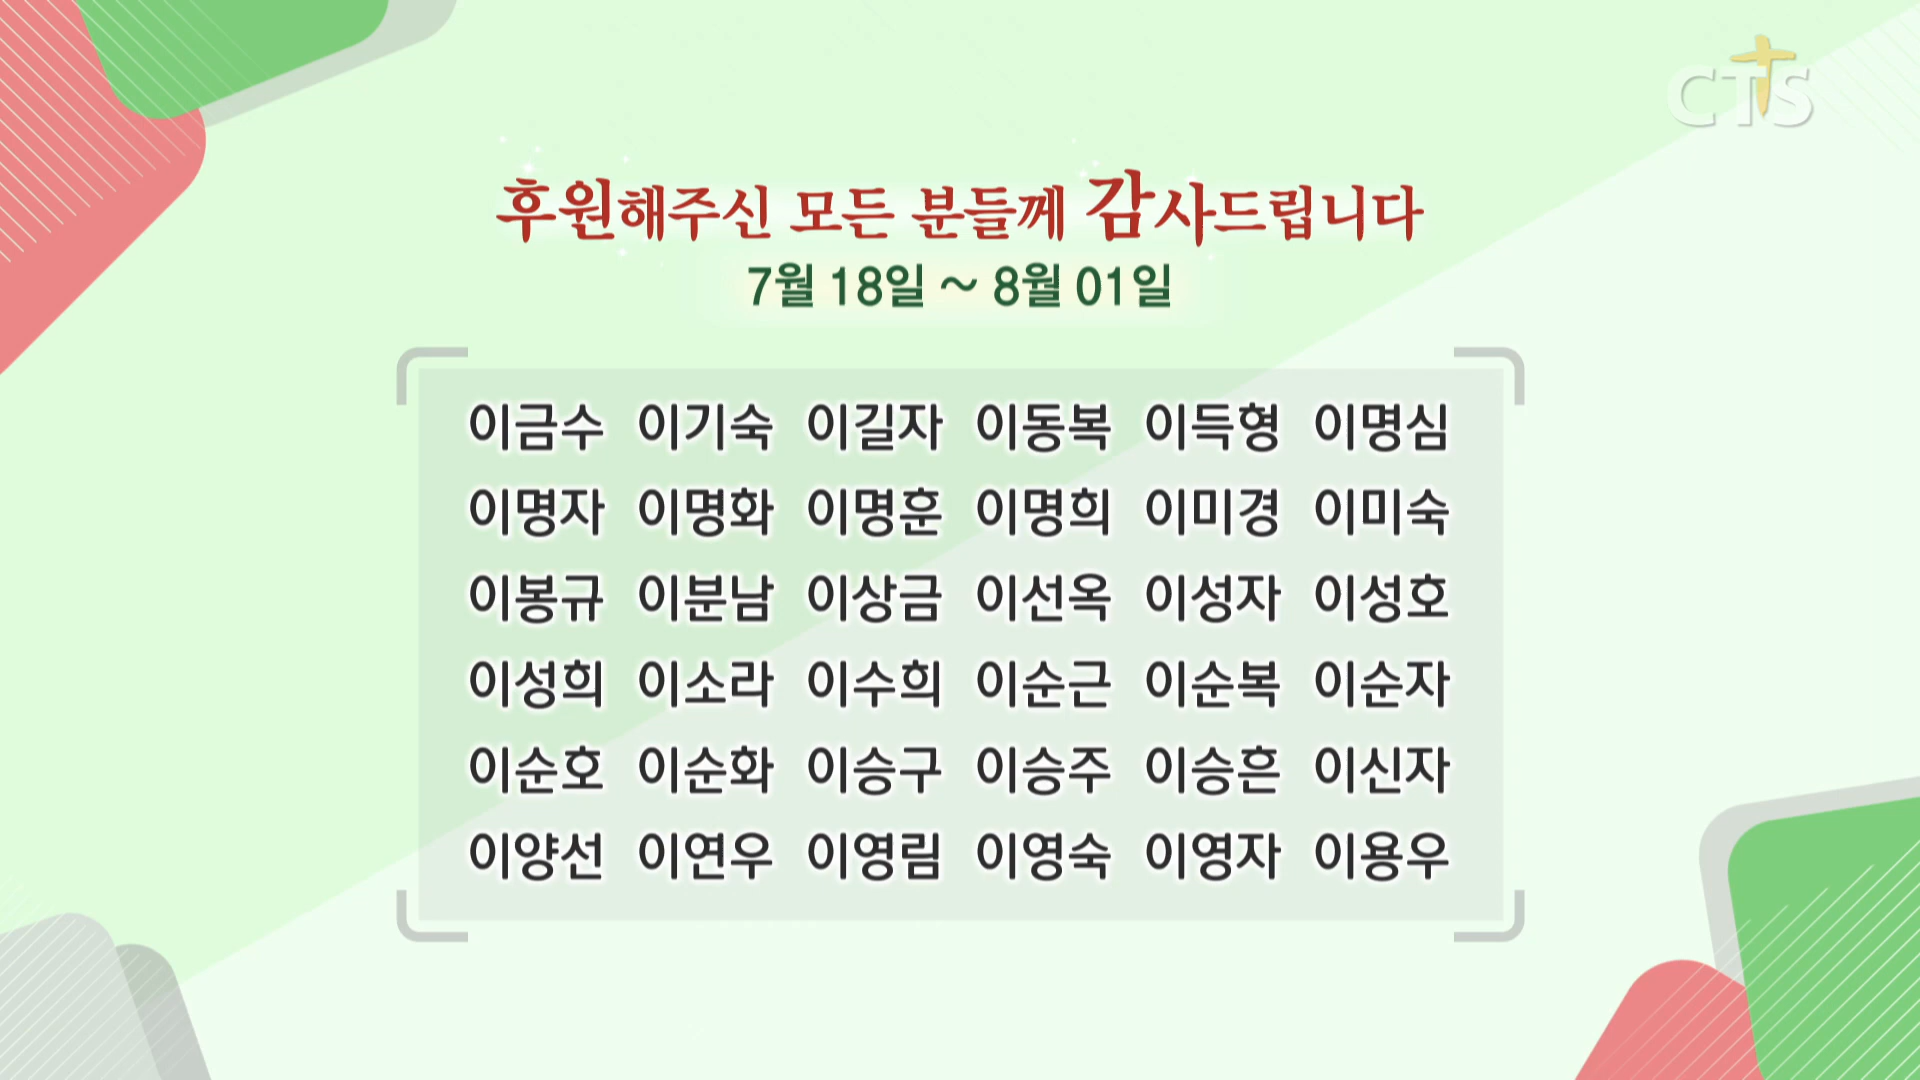 CTS
후원해주신 모든 분들께 감사드립니다
7월 18일 ~ 8월 01일
이금수 이기숙 이길자 이동복 이득형 이명심
이명자 이명화 이명훈 이명희 이미경 이미숙
이봉규 이분남 이상금 이선옥 이성자 이성호
이성희 이소라 이수희 이순근 이순복 이순자
이순호 이순화 이승구 이승주 이승흔 이신자
이양선 이연우 이영림 이영숙 이영자 이용우